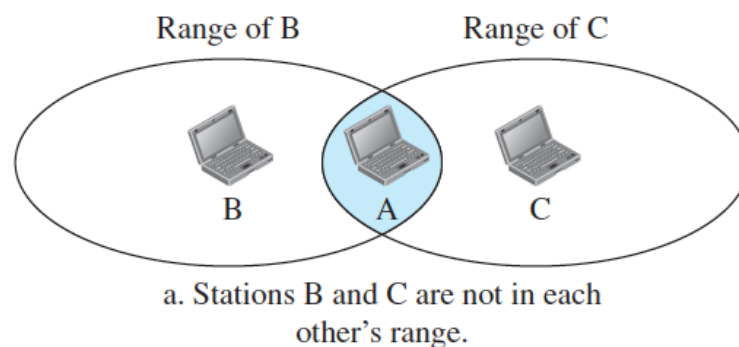 Range of B
Range of C
B
A
C
a. Stations B and C are not in each
other's range.